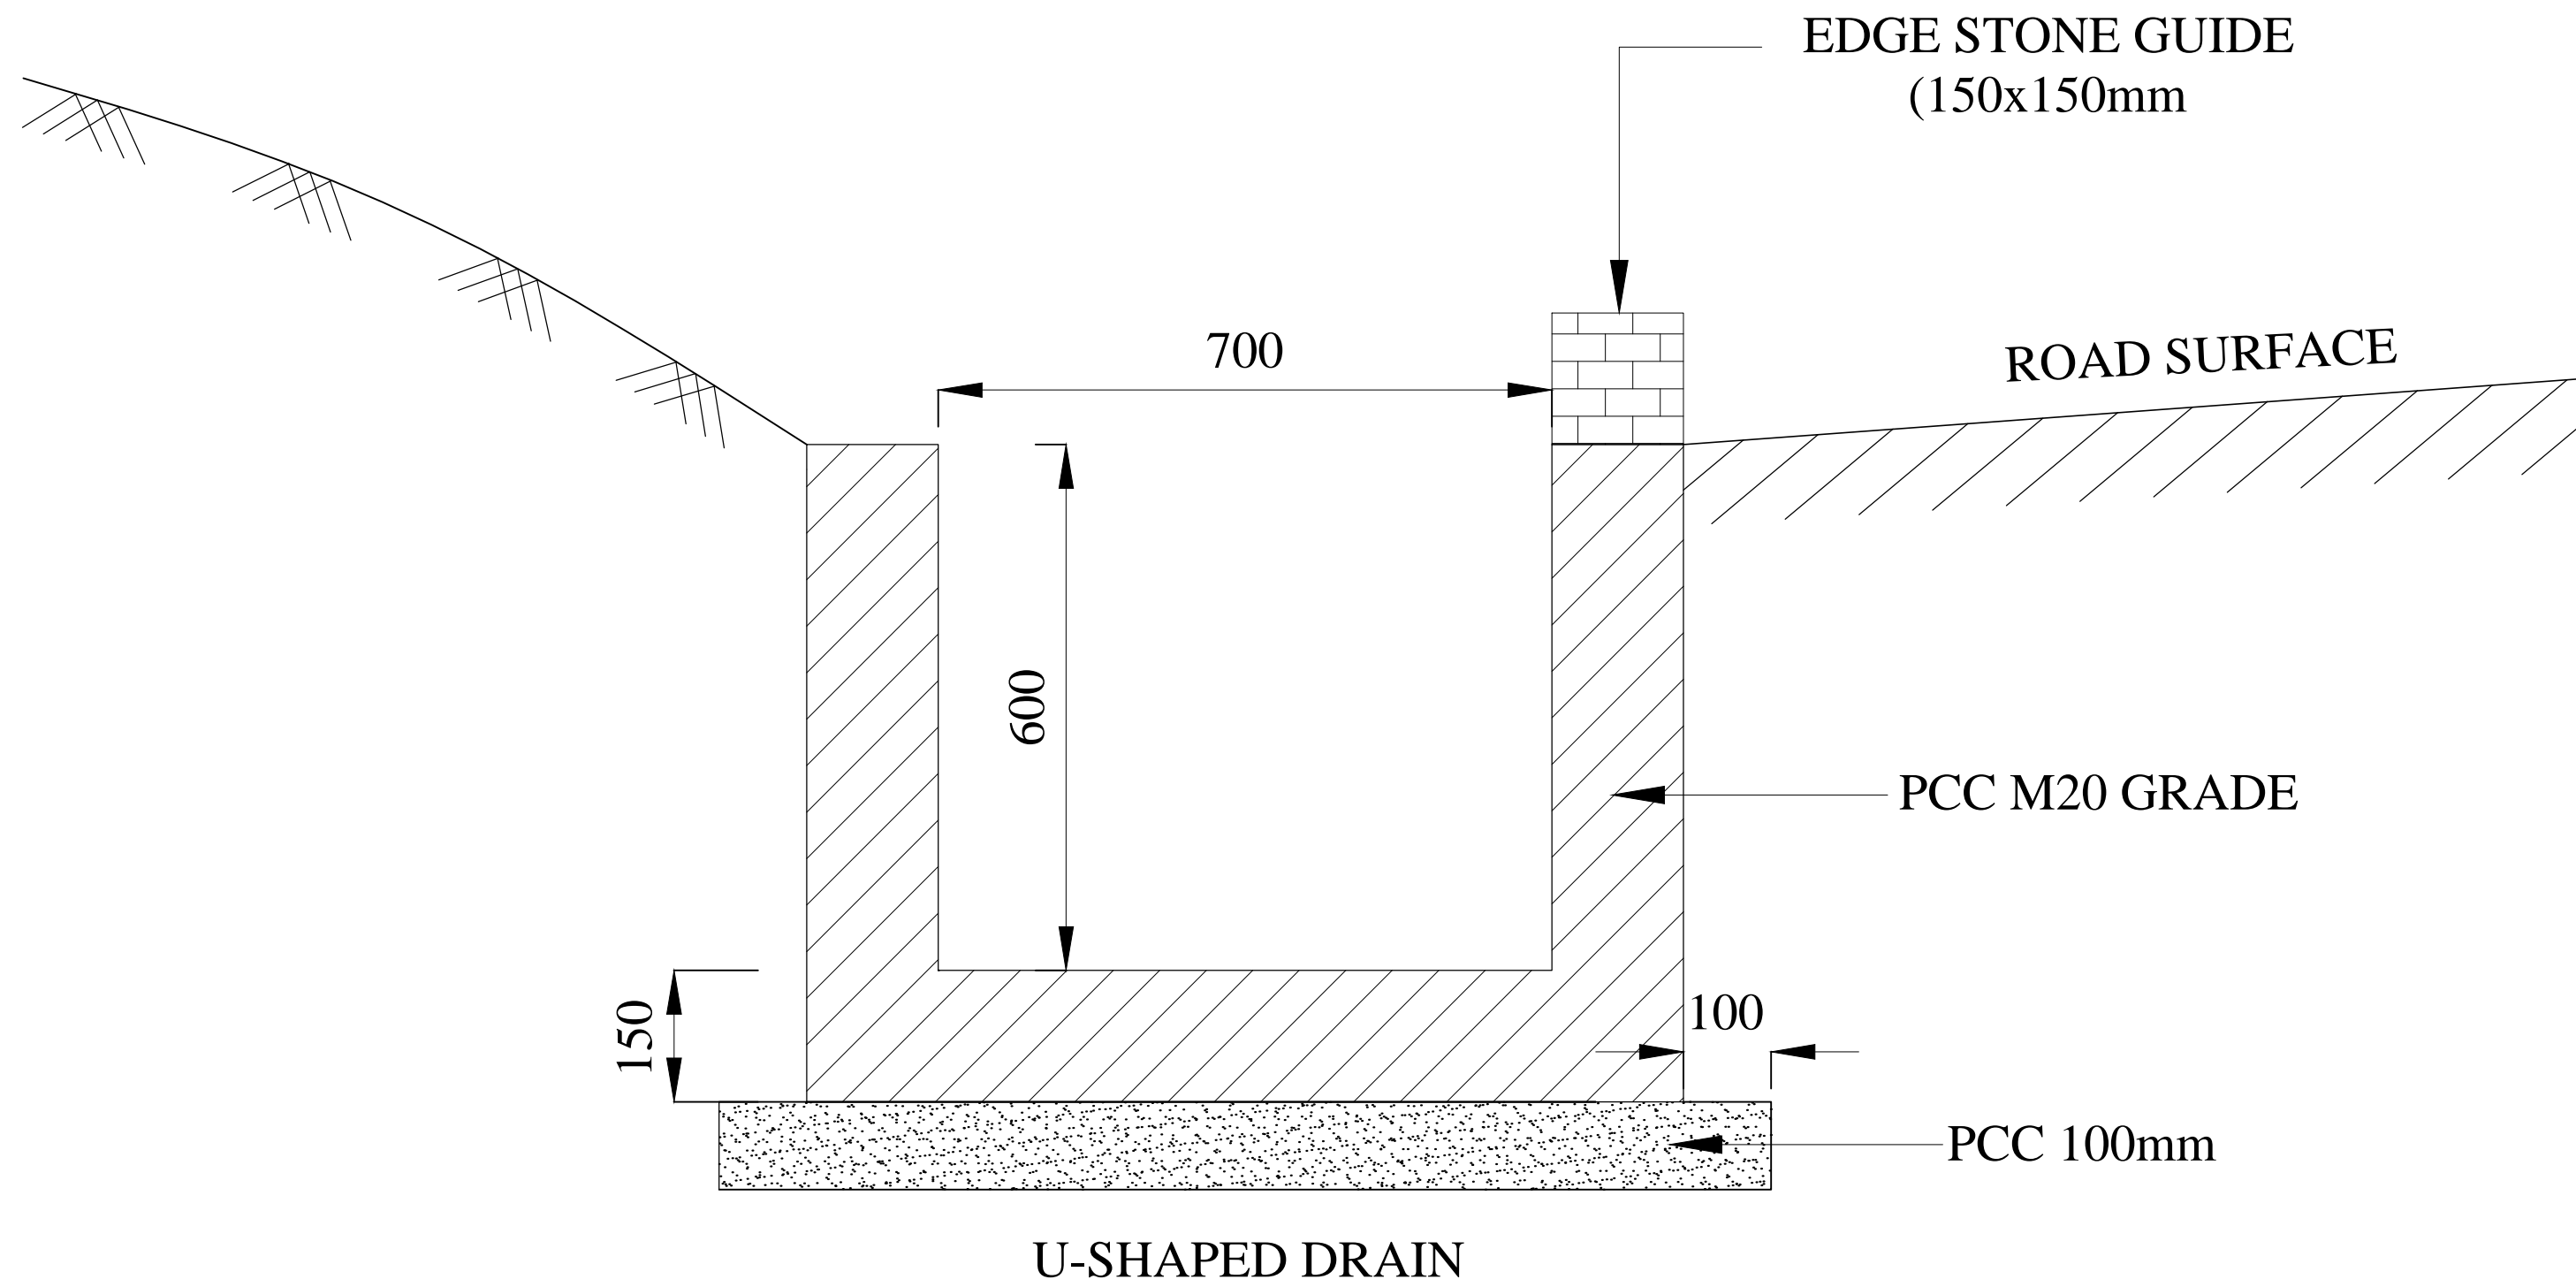 EDGE STONE GUIDE
(150x150mm
700
ROAD SURFACE
600
PCC M20 GRADE
150
100
PCC 100mm
U-SHAPED DRAIN